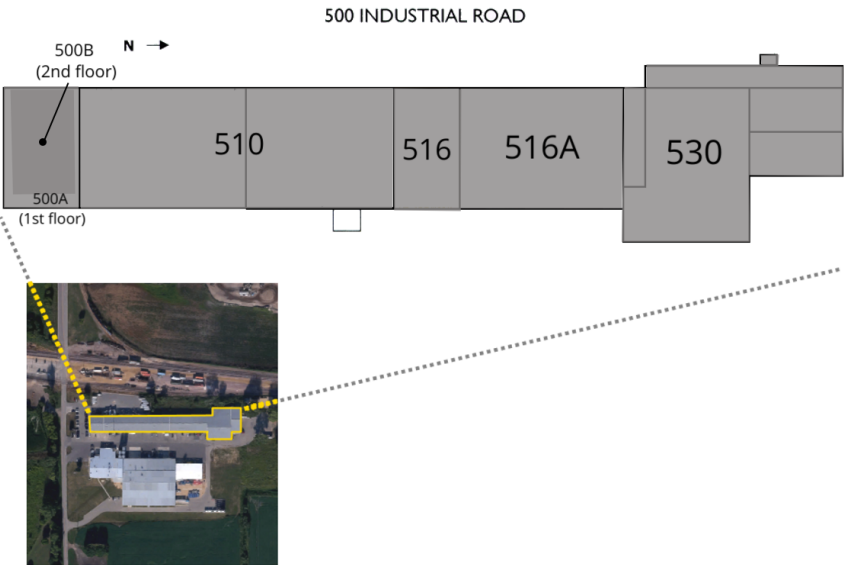 500 INDUSTRIAL ROAD
500B
(2nd floor)
N
510
516
516A
530
500A
(1st floor)